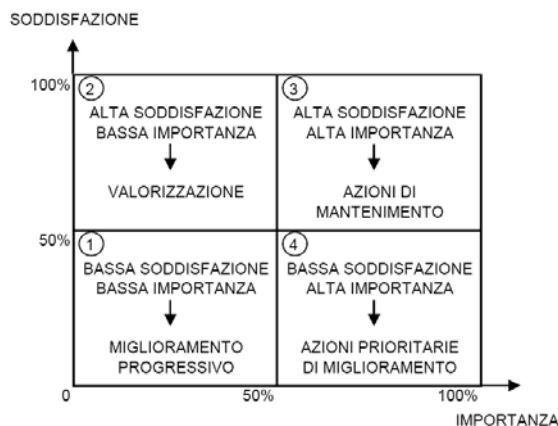 SODDISFAZIONE
100%
2
ALTA SODDISFAZIONE
BASSA IMPORTANZA
VALORIZZAZIONE
3
ALTA SODDISFAZIONE
ALTA IMPORTANZA
AZIONI DI
MANTENIMENTO
50%
1
BASSA SODDISFAZIONE
BASSA IMPORTANZA
MIGLIORAMENTO
PROGRESSIVO
4
BASSA SODDISFAZIONE
ALTA IMPORTANZA
AZIONI PRIORITARIE
DI MIGLIORAMENTO
0
50%
100%
IMPORTANZA